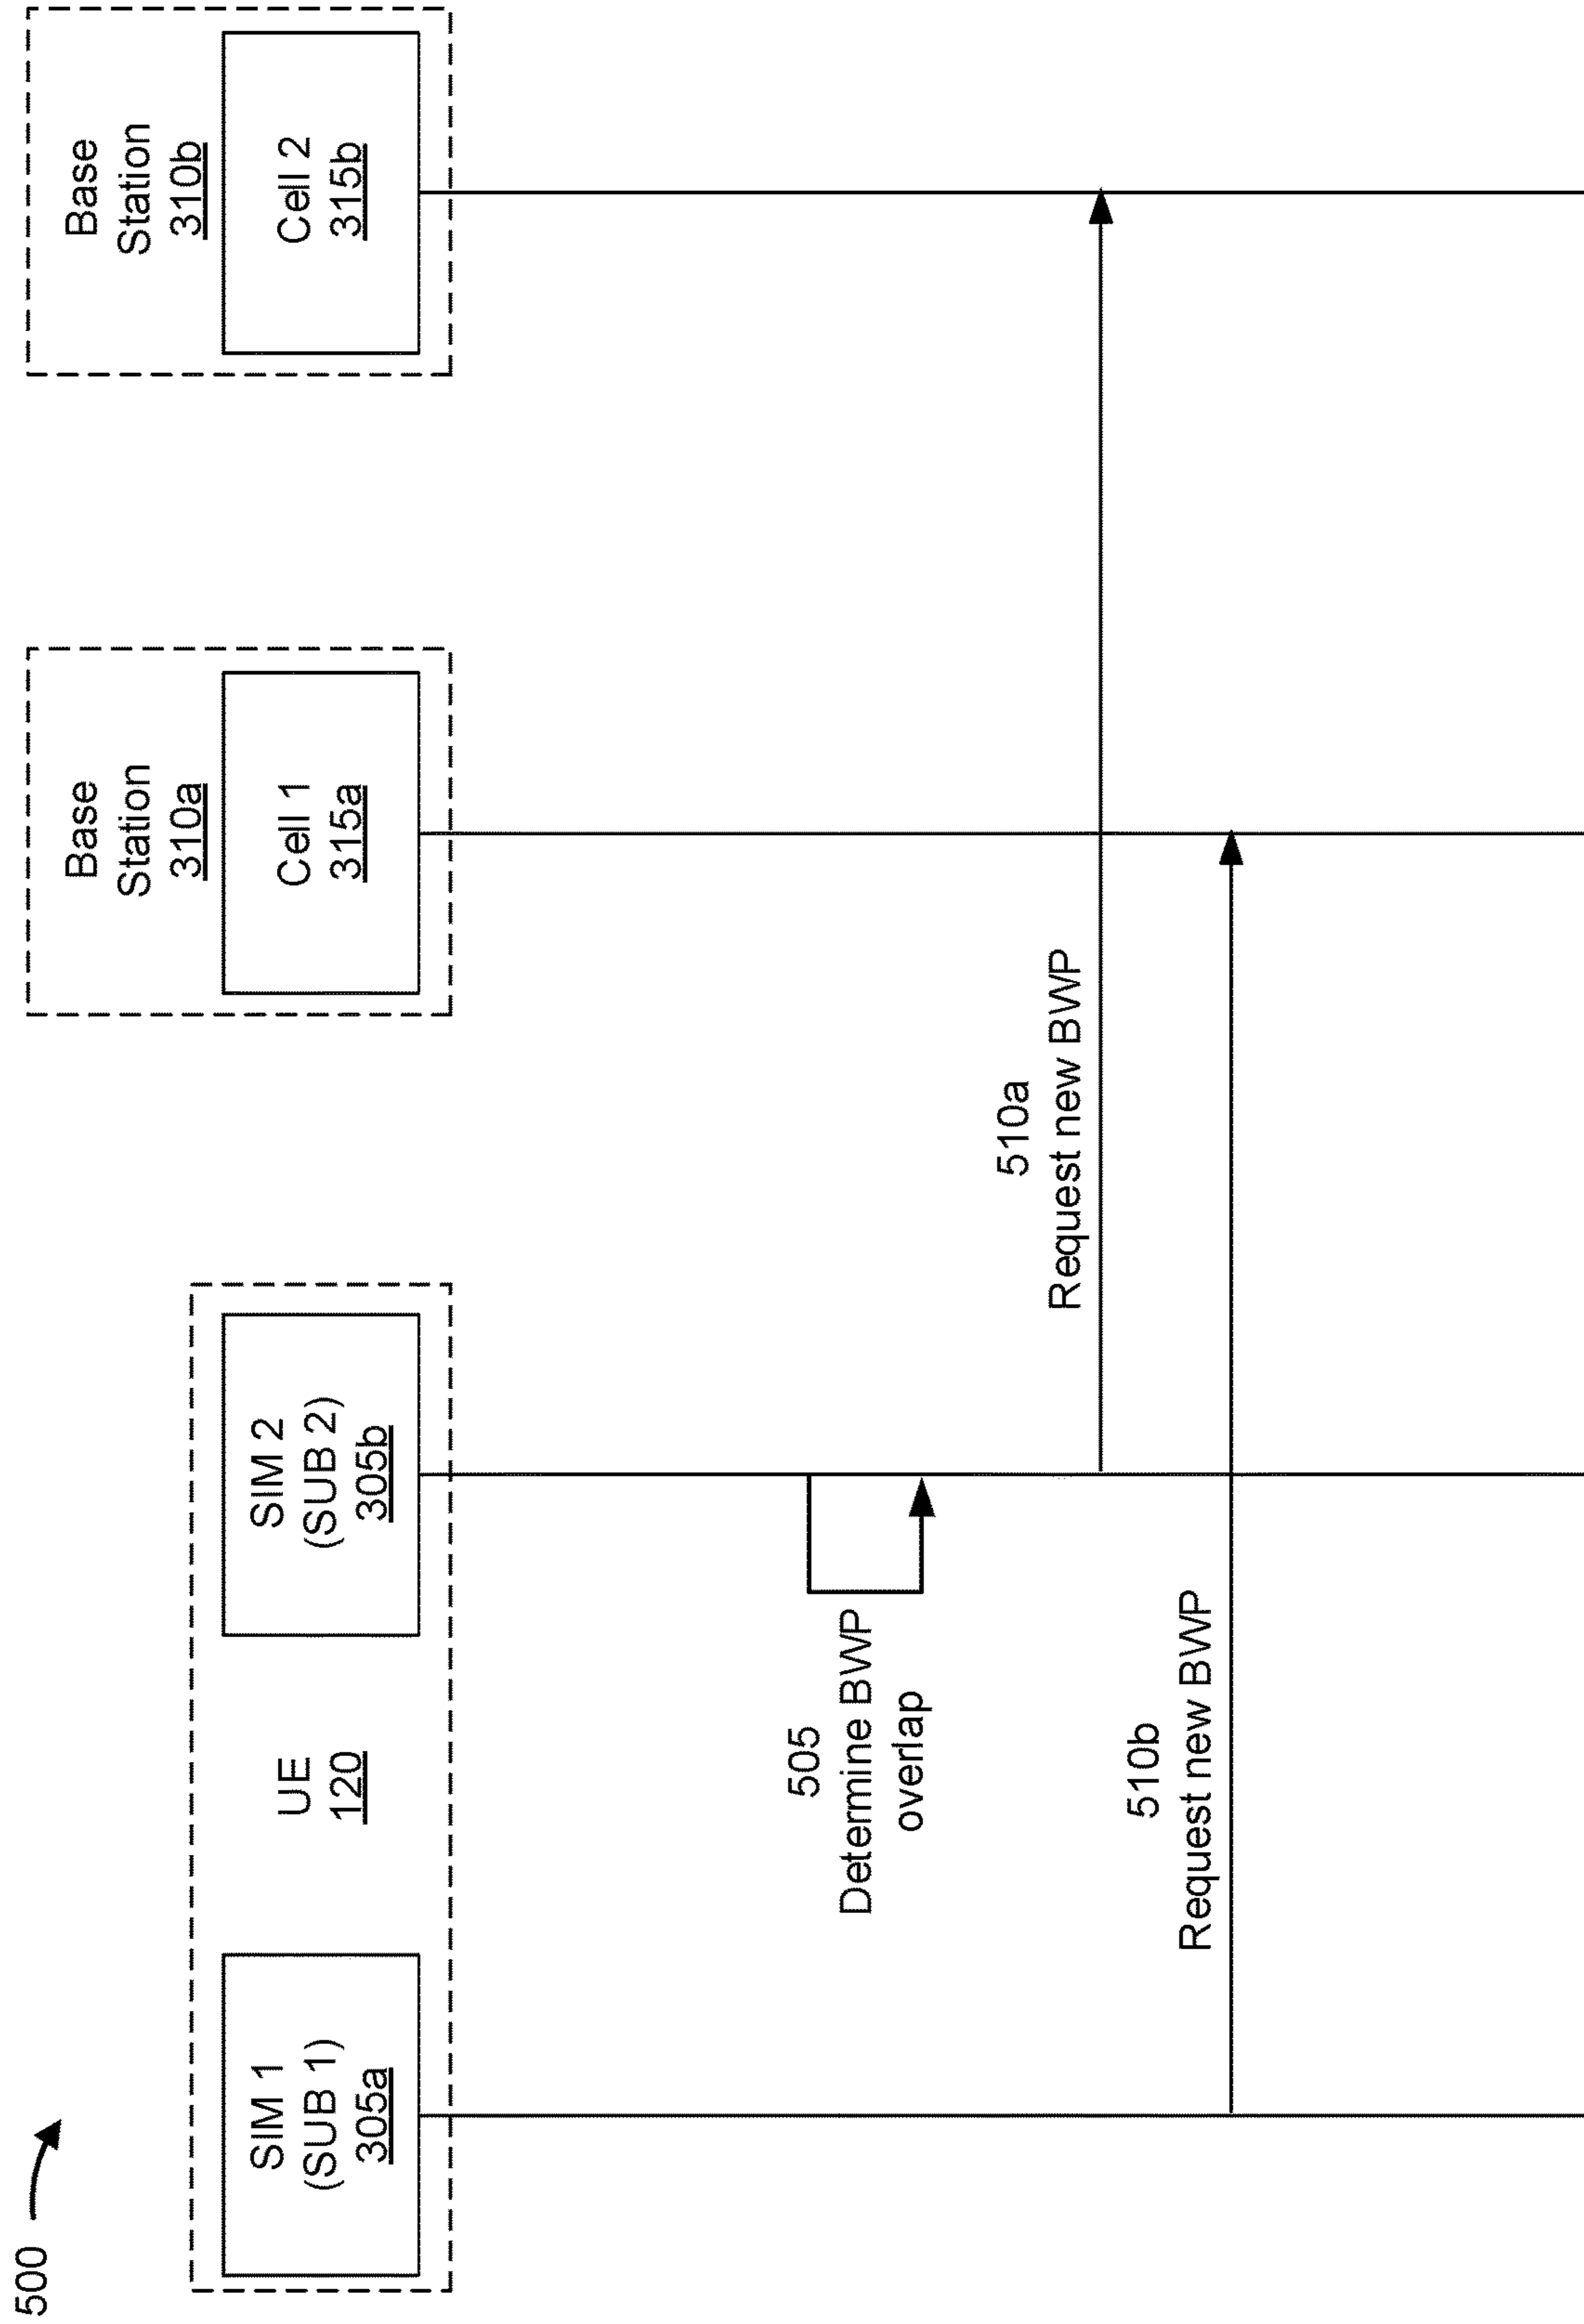 500
SIM 1
(SUB 1)
305a
UE
120
SIM 2
(SUB 2)
305b
Base
Station
310a
Cell 1
315a
Base
Station
310b
Cell 2
315b
505
Determine BWP
overlap
510a
Request new BWP
510b
Request new BWP